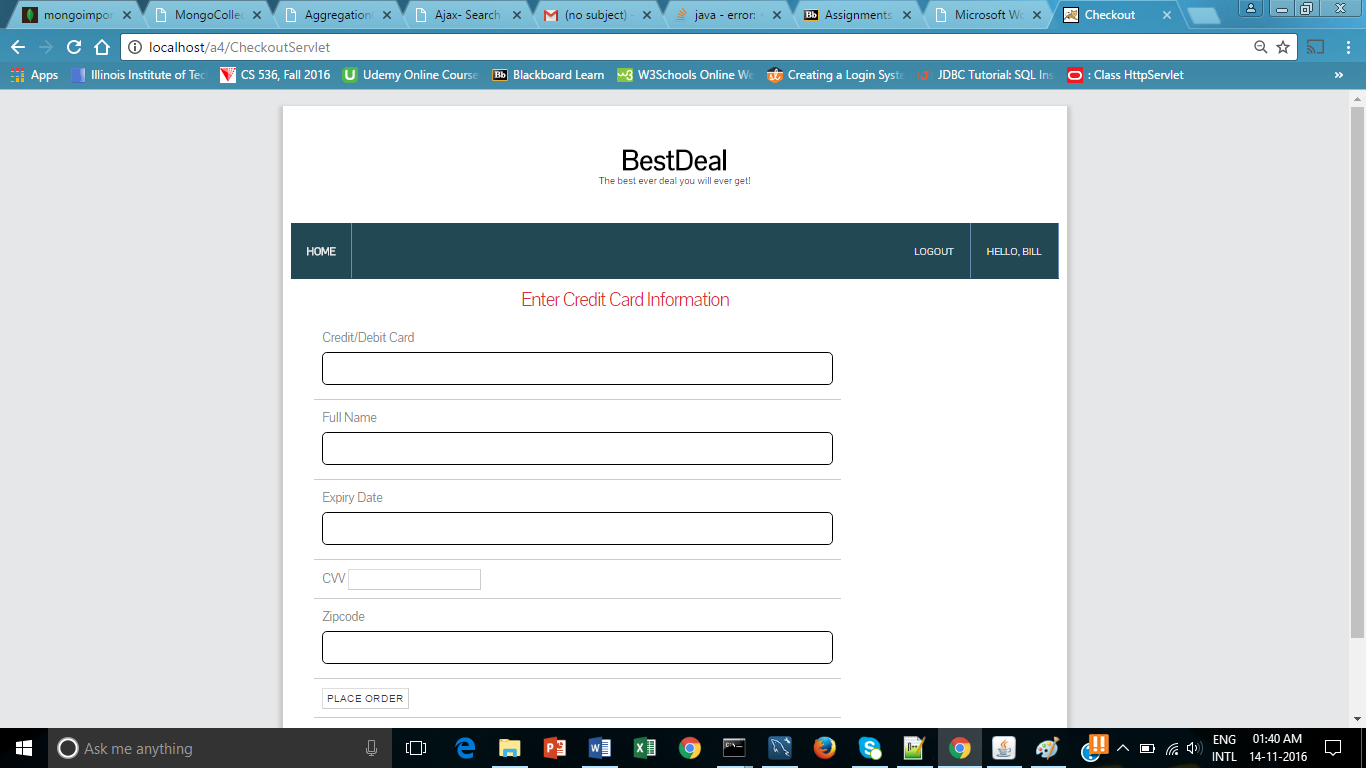 mongoimpor
MongoCollec
Aggregation
Ajax- Search
(no subject) -
java - error:
Bb Assignments
Microsoft Wo
Checkout
localhost/a4/CheckoutServlet
Apps
Illinois Institute of Tec
CS 536, Fall 2016
U Udemy Online Course
Bb Blackboard Learn
W3Schools Online We
Creating a Login Syste
JDBC Tutorial: SQL Ins
: Class HttpServlet
»
BestDeal
The best ever deal you will ever get!
HOME
LOGOUT
HELLO, BILL
Enter Credit Card Information
Credit/Debit Card
Full Name
Expiry Date
CVV
Zipcode
PLACE ORDER
Ask me anything
ENG
INTL
01:40 AM
14-11-2016